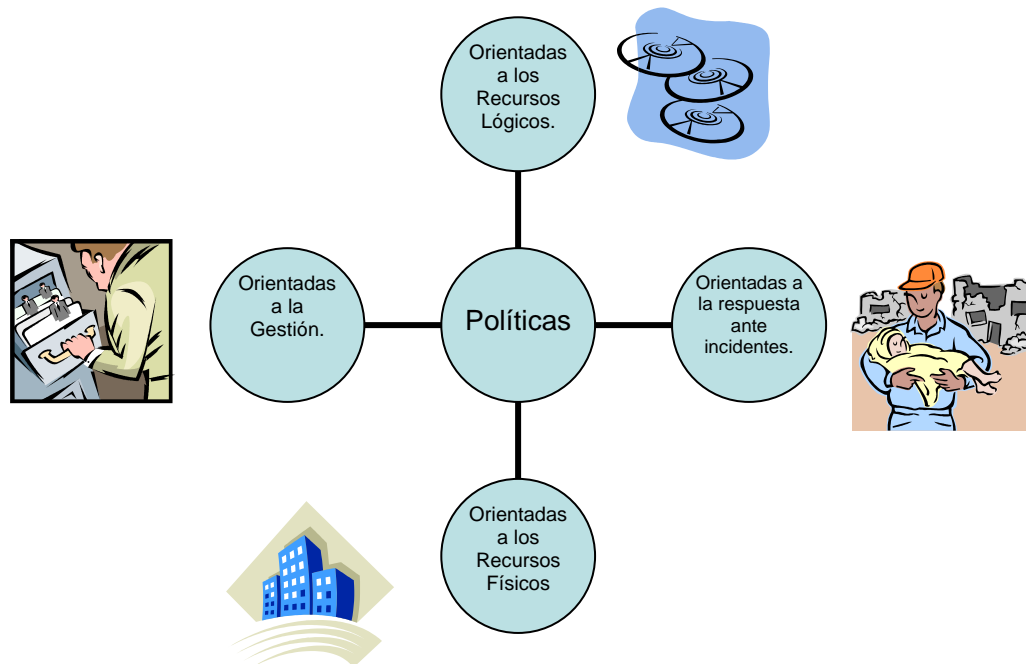 Orientadas
a los
Recursos
Lógicos.
Orientadas
a la
Gestión.
Políticas
Orientadas a
la respuesta
ante
incidentes.
Orientadas
a los
Recursos
Físicos